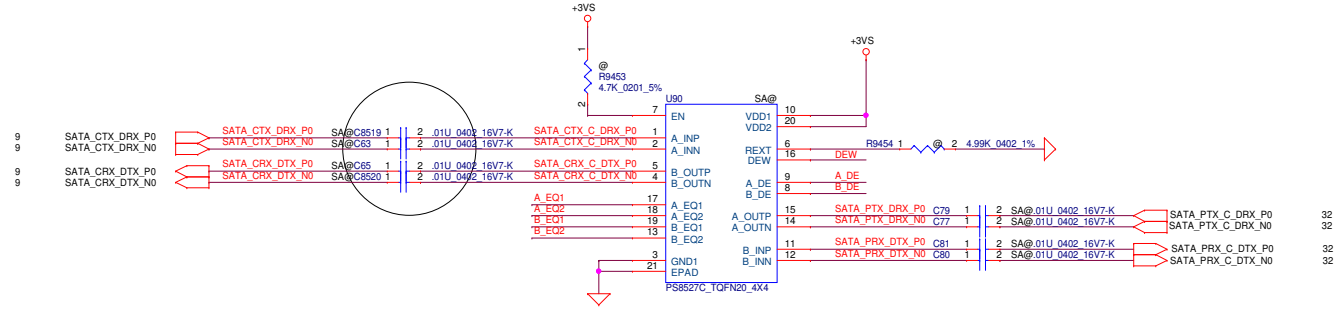 +3VS
+3VS
1
@
R9453
4.7K_0201_5%
2
U90
SA@
7
EN
10
VDD1
20
VDD2
9
SATA_CTX_DRX_P0
SATA_CTX_DRX_P0
SA@C8519
1
2
.01U_0402_16V7-K
SATA_CTX_C_DRX_P0
1
A_INP
9
SATA_CTX_DRX_N0
SATA_CTX_DRX_N0
SA@C63
1
2
.01U_0402_16V7-K
SATA_CTX_C_DRX_N0
2
A_INN
6
REXT
R9454
1
@
2
4.99K_0402_1%
16
DEW
DEW
9
SATA_CRX_DTX_P0
SATA_CRX_DTX_P0
SA@C65
1
2
.01U_0402_16V7-K
SATA_CRX_C_DTX_P0
5
B_OUTP
9
SATA_CRX_DTX_N0
SATA_CRX_DTX_N0
SA@C8520
1
2
.01U_0402_16V7-K
SATA_CRX_C_DTX_N0
4
B_OUTN
9
A_DE
A_DE
8
B_DE
B_DE
A_EQ1
17
A_EQ1
A_EQ2
18
A_EQ2
B_EQ1
19
B_EQ1
B_EQ2
13
B_EQ2
15
A_OUTP
SATA_PTX_DRX_P0
C79
1
2
SA@.01U_0402_16V7-K
SATA_PTX_C_DRX_P0
32
14
A_OUTN
SATA_PTX_DRX_N0
C77
1
2
SA@.01U_0402_16V7-K
SATA_PTX_C_DRX_N0
32
11
B_INP
SATA_PRX_DTX_P0
C81
1
2
SA@.01U_0402_16V7-K
SATA_PRX_C_DTX_P0
32
12
B_INN
SATA_PRX_DTX_N0
C80
1
2
SA@.01U_0402_16V7-K
SATA_PRX_C_DTX_N0
32
3
GND1
21
EPAD
PS8527C_TQFN20_4X4